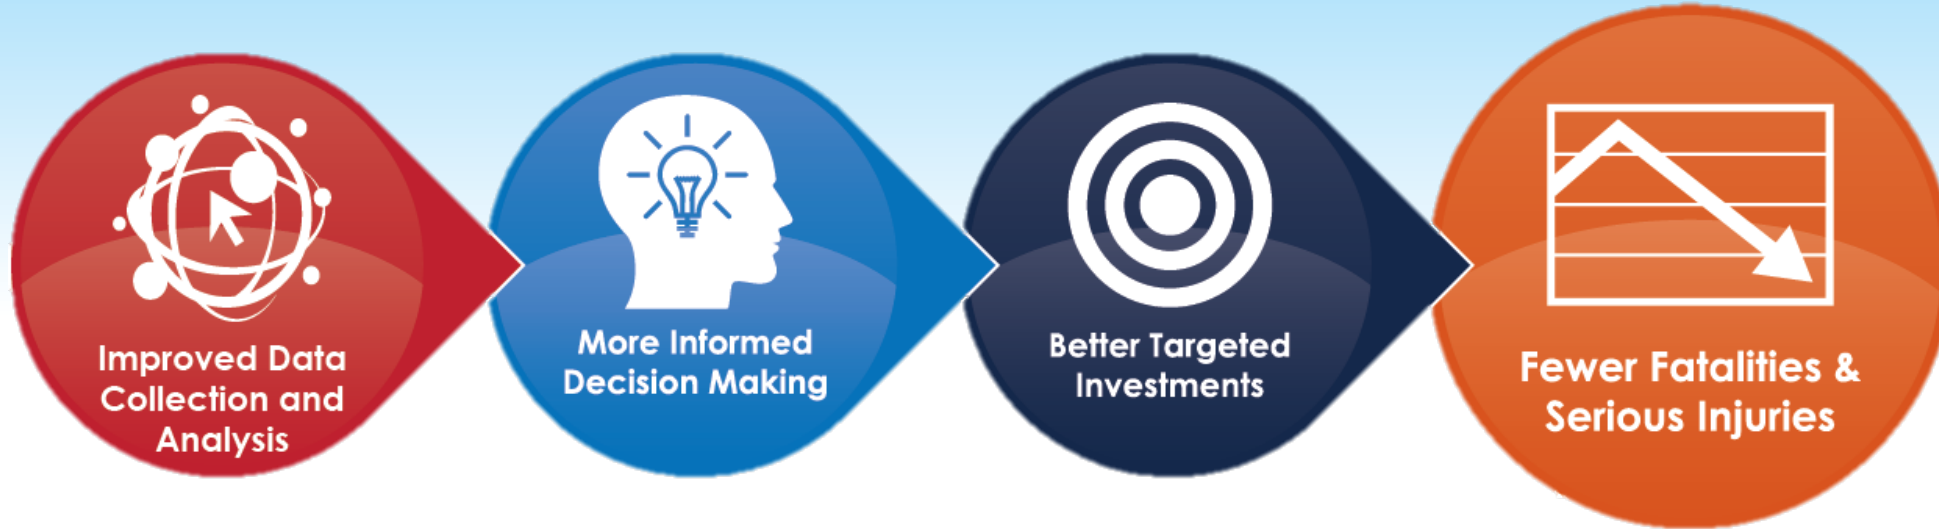 Improved Data
Collection and
Analysis
More Informed
Decision Making
Better Targeted
Investments
Fewer Fatalities &
Serious Injuries